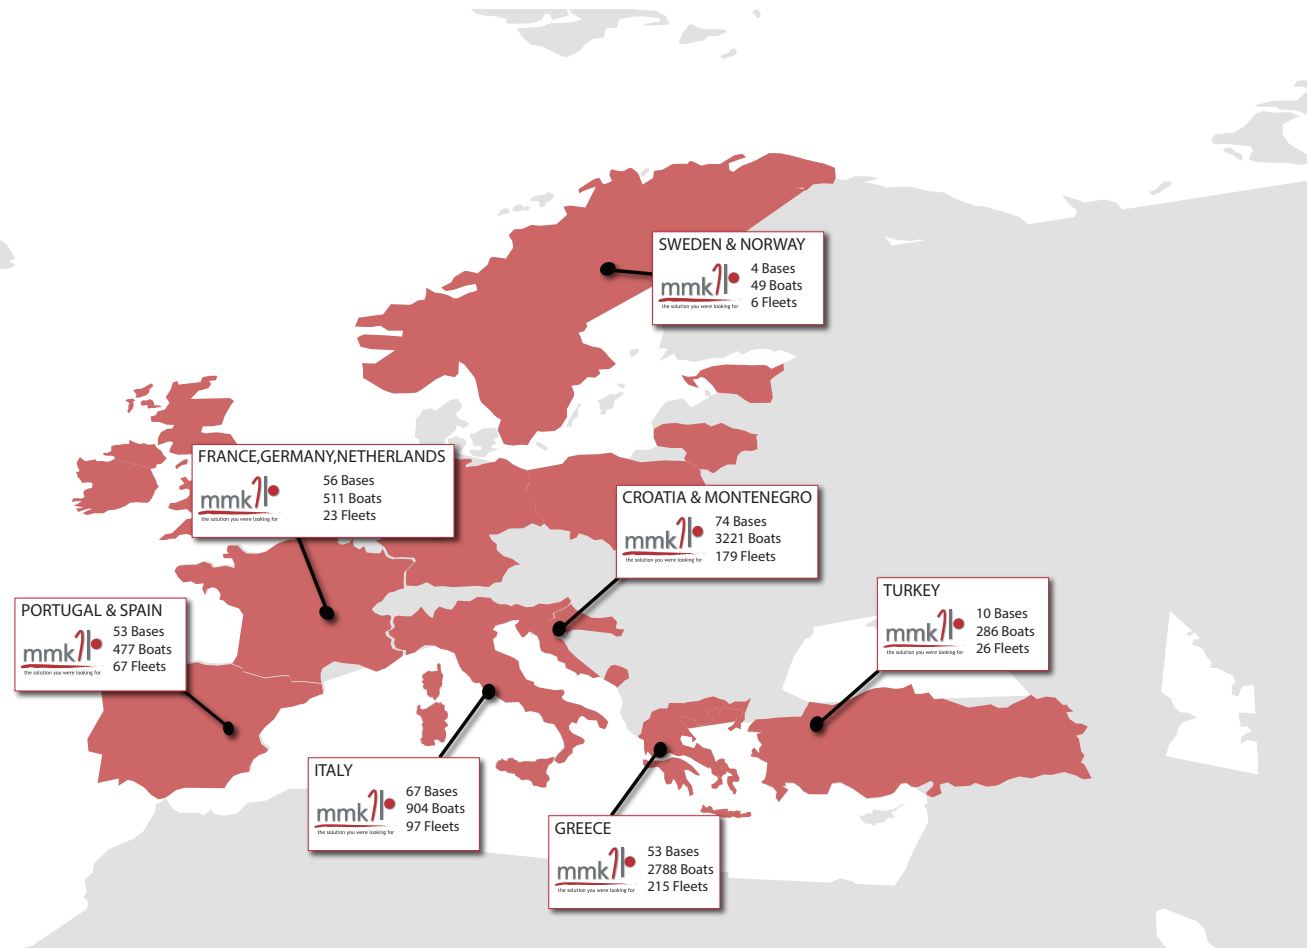 SWEDEN & NORWAY
mmk
the solution you were looking for
4 Bases
49 Boats
6 Fleets
FRANCE,GERMANY,NETHERLANDS
mmk
the solution you were looking for
56 Bases
511 Boats
23 Fleets
CROATIA & MONTENEGRO
mmk
the solution you were looking for
74 Bases
3221 Boats
179 Fleets
TURKEY
mmk
the solution you were looking for
10 Bases
286 Boats
26 Fleets
PORTUGAL & SPAIN
mmk
the solution you were looking for
53 Bases
477 Boats
67 Fleets
ITALY
mmk
the solution you were looking for
67 Bases
904 Boats
97 Fleets
GREECE
mmk
the solution you were looking for
53 Bases
2788 Boats
215 Fleets